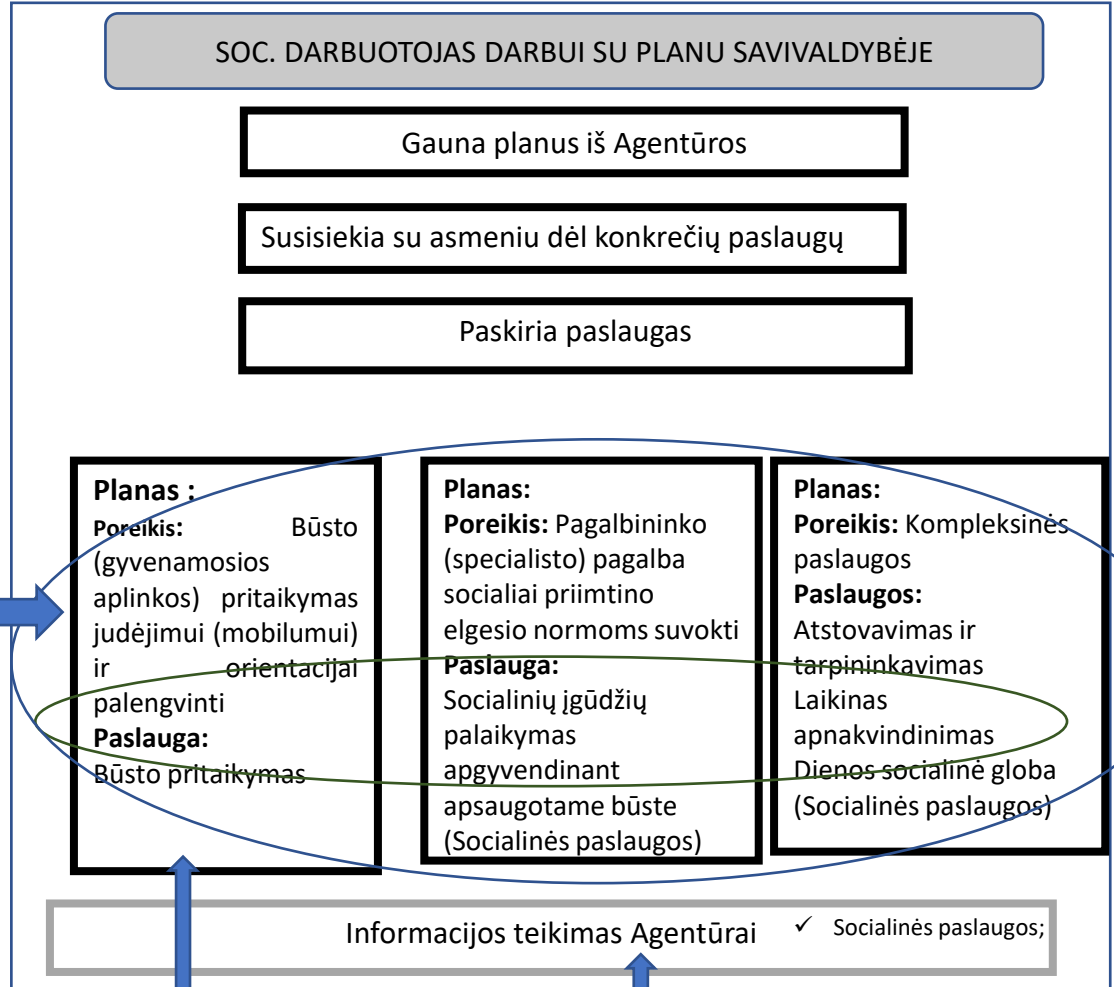 SOC. DARBUOTOJAS DARBUI SU PLANU SAVIVALDYBĖJE
Gauna planus iš Agentūros
Susisiekia su asmeniu dėl konkrečių paslaugų
Paskiria paslaugas
Planas :
Poreikis: Būsto
(gyvenamosios
aplinkos) pritaikymas
judėjimui (mobilumui)
ir orientacijai
palengvinti
Paslauga:
Būsto pritaikymas
Planas:
Poreikis: Pagalbininko
(specialisto) pagalba
socialiai priimtino
elgesio normoms suvokti
Paslauga:
Socialinių įgūdžių
palaikymas
apgyvendinant
apsaugotame būste
(Socialinės paslaugos)
Planas:
Poreikis: Kompleksinės
paslaugos
Paslaugos:
Atstovavimas ir
tarpininkavimas
Laikinas
apnakvindinimas
Dienos socialinė globa
(Socialinės paslaugos)
Informacijos teikimas Agentūrai ✓ Socialinės paslaugos;